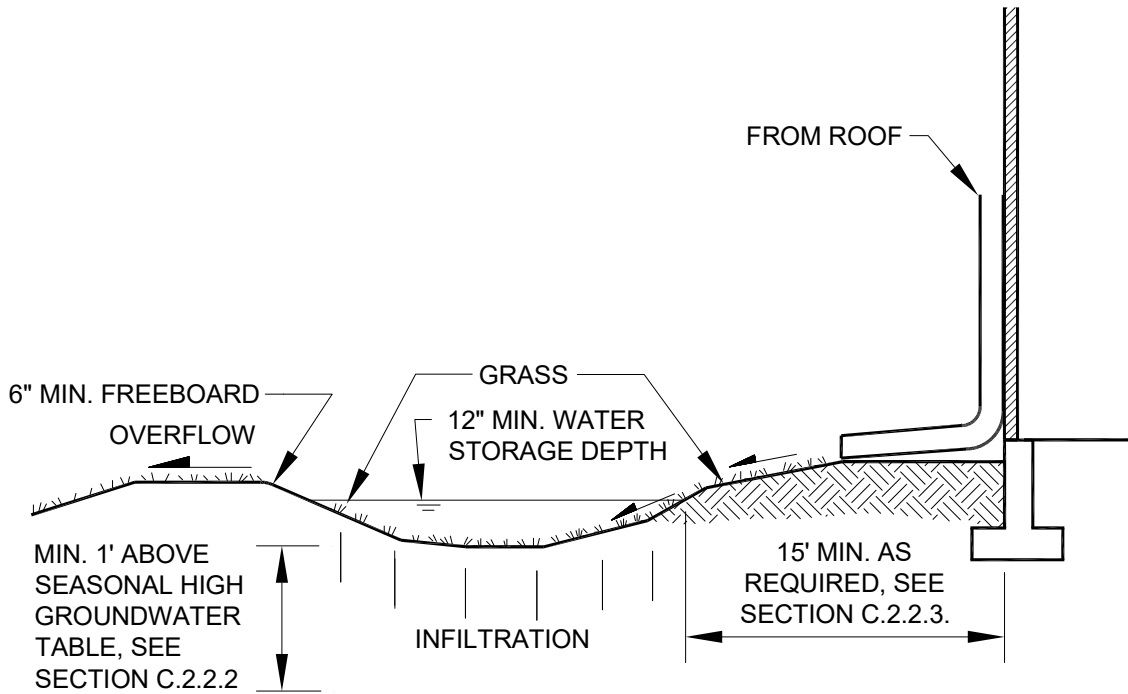 FROM ROOF
GRASS
6" MIN. FREEBOARD
OVERFLOW
12" MIN. WATER
STORAGE DEPTH
MIN. 1' ABOVE
SEASONAL HIGH
GROUNDWATER
TABLE, SEE
SECTION C.2.2.2
INFILTRATION
15' MIN. AS
REQUIRED, SEE
SECTION C.2.2.3.